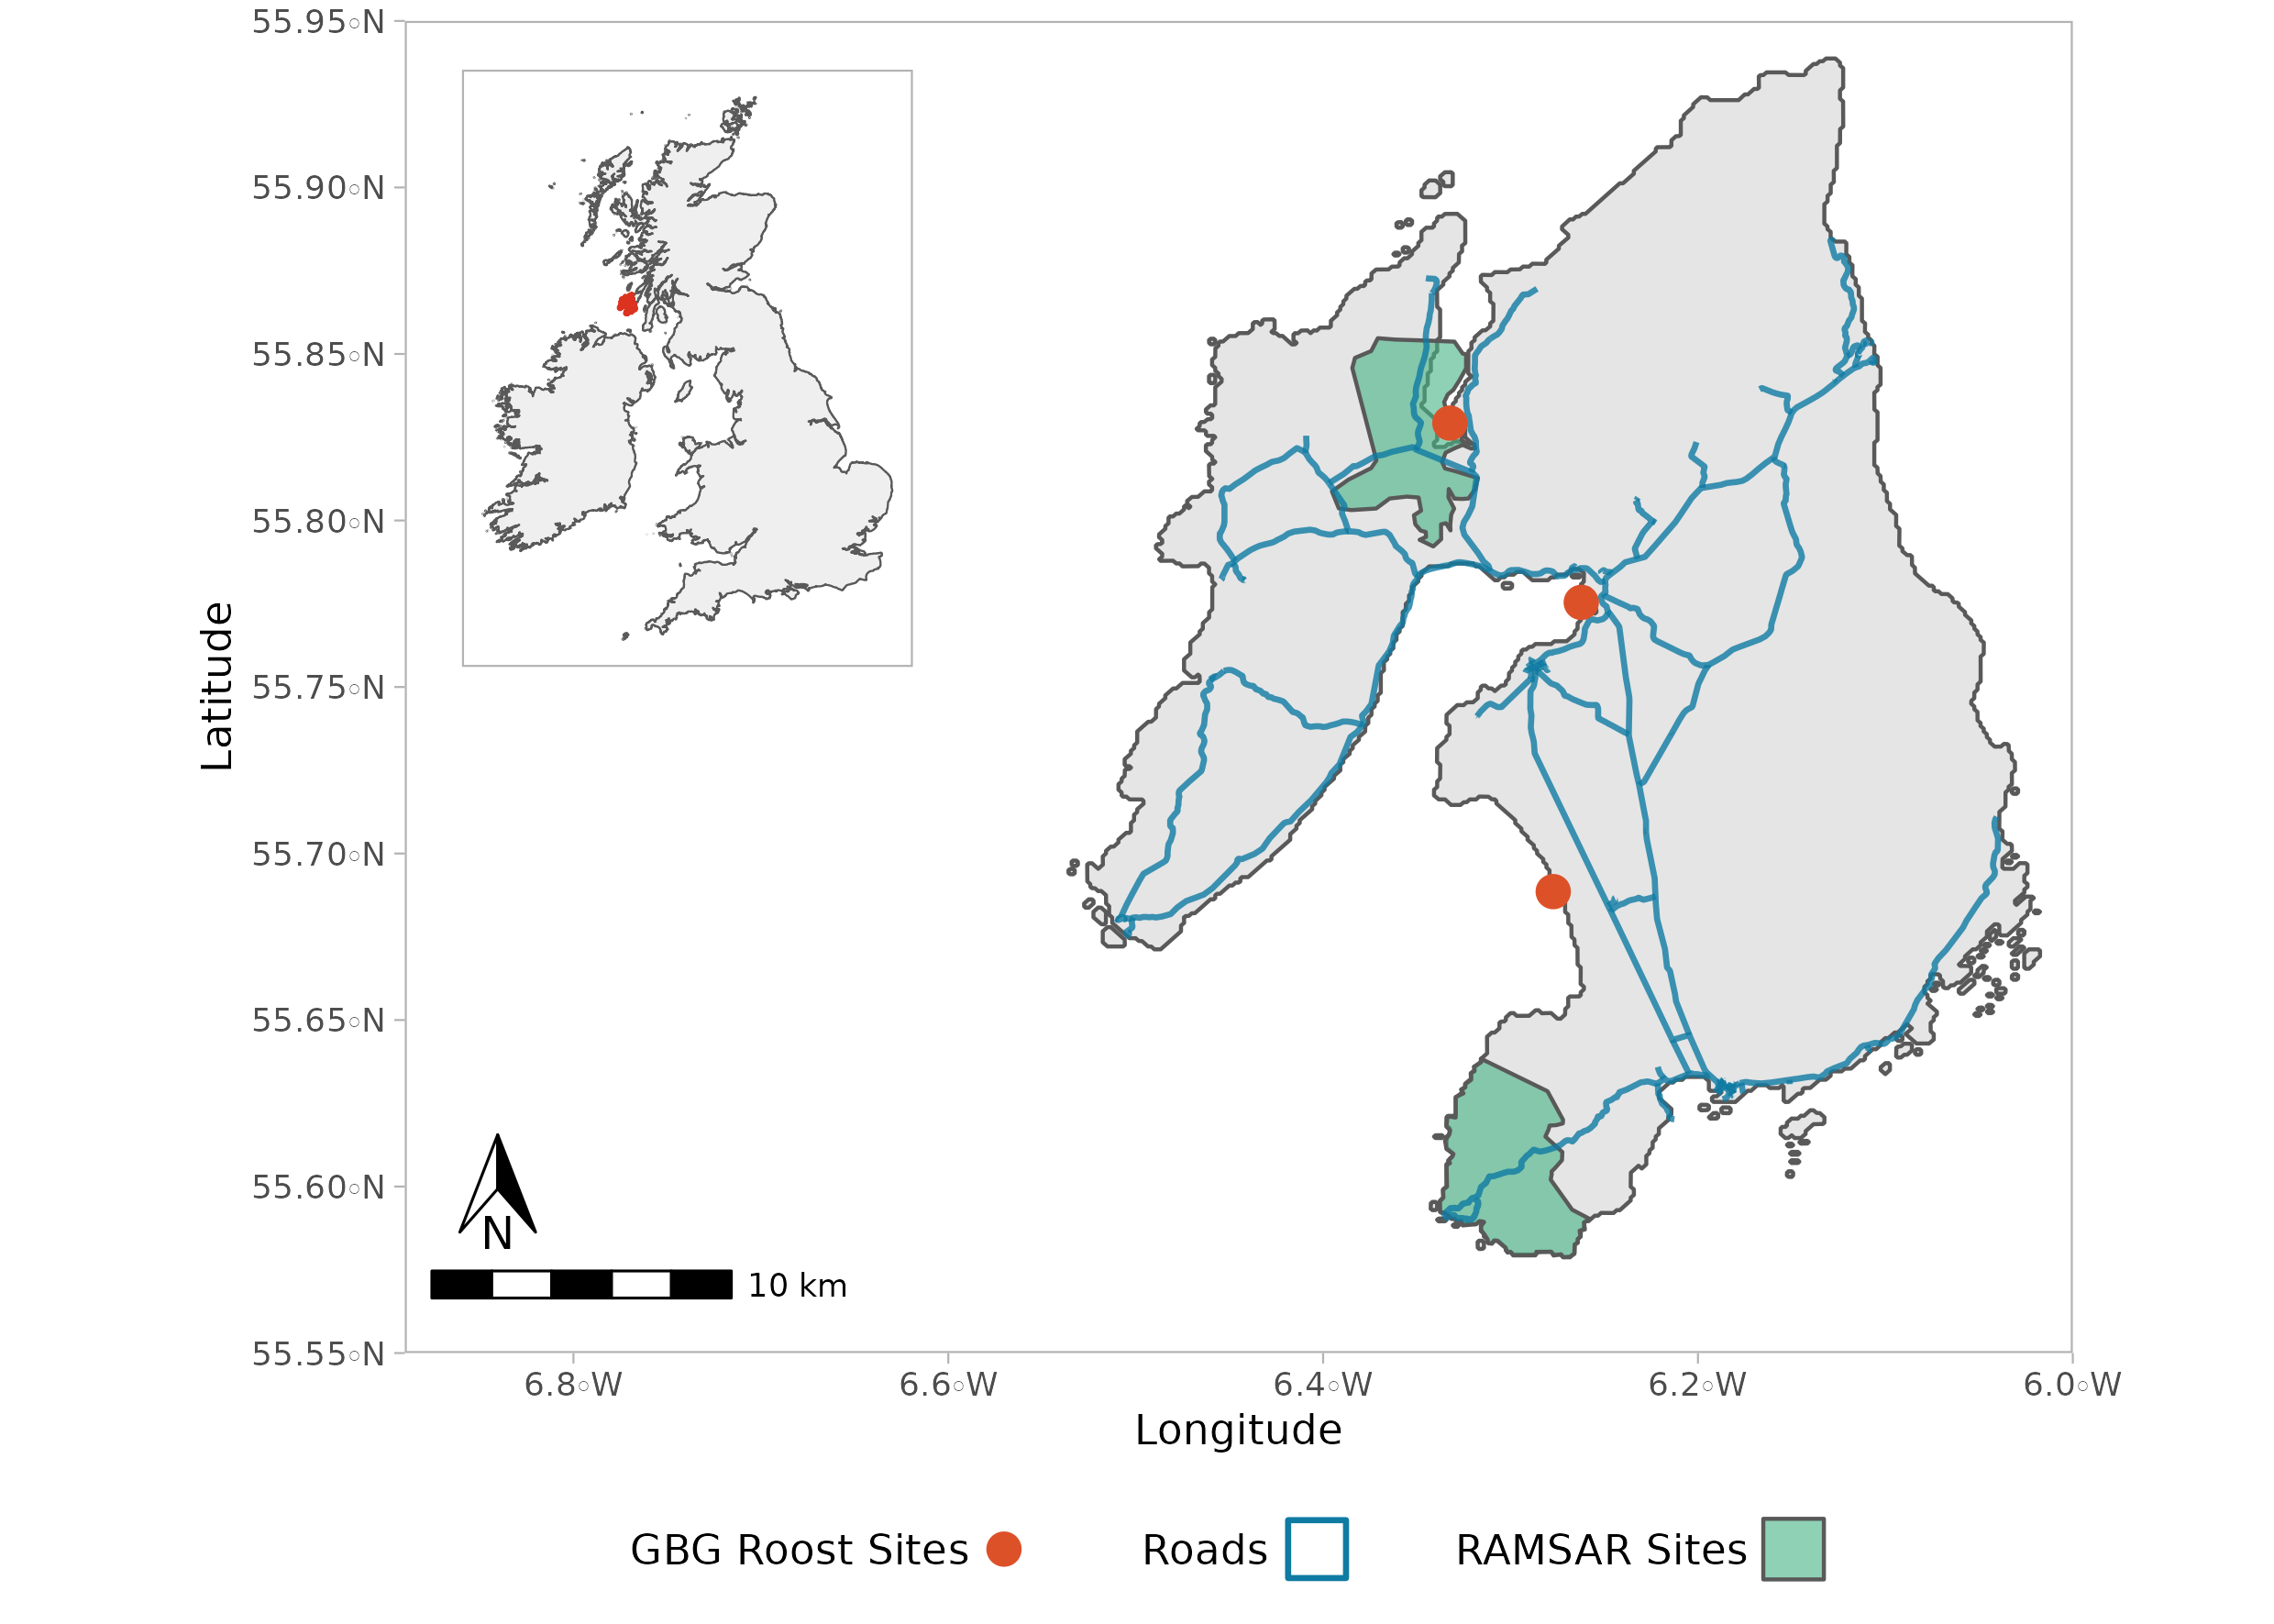 55.95◦N
55.90◦N
55.85◦N
55.80◦N
55.75◦N
55.70◦N
55.65◦N
55.60◦N
55.55◦N
Latitude
N
10 km
6.8◦W 6.6◦W 6.4◦W 6.2◦W 6.0◦W
Longitude
GBG Roost Sites Roads RAMSAR Sites